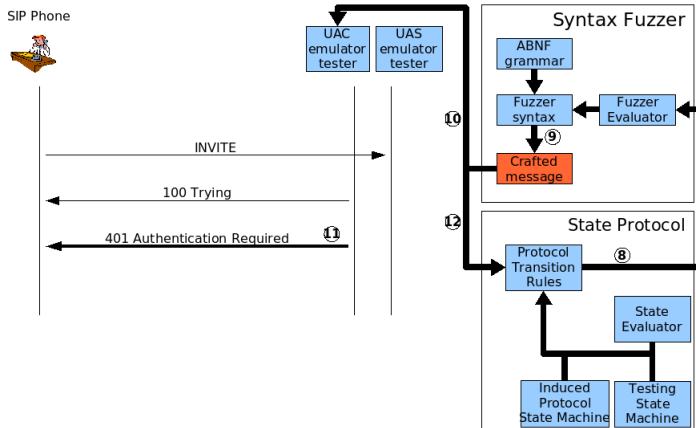 SIP Phone
UAC
emulator
tester
UAS
emulator
tester
Syntax Fuzzer
ABNF
grammar
Fuzzer
syntax
Fuzzer
Evaluator
9
10
Crafted
message
INVITE
100 Trying
401 Authentication Required
11
12
State Protocol
Protocol
Transition
Rules
8
State
Evaluator
Induced
Protocol
State Machine
Testing
State
Machine